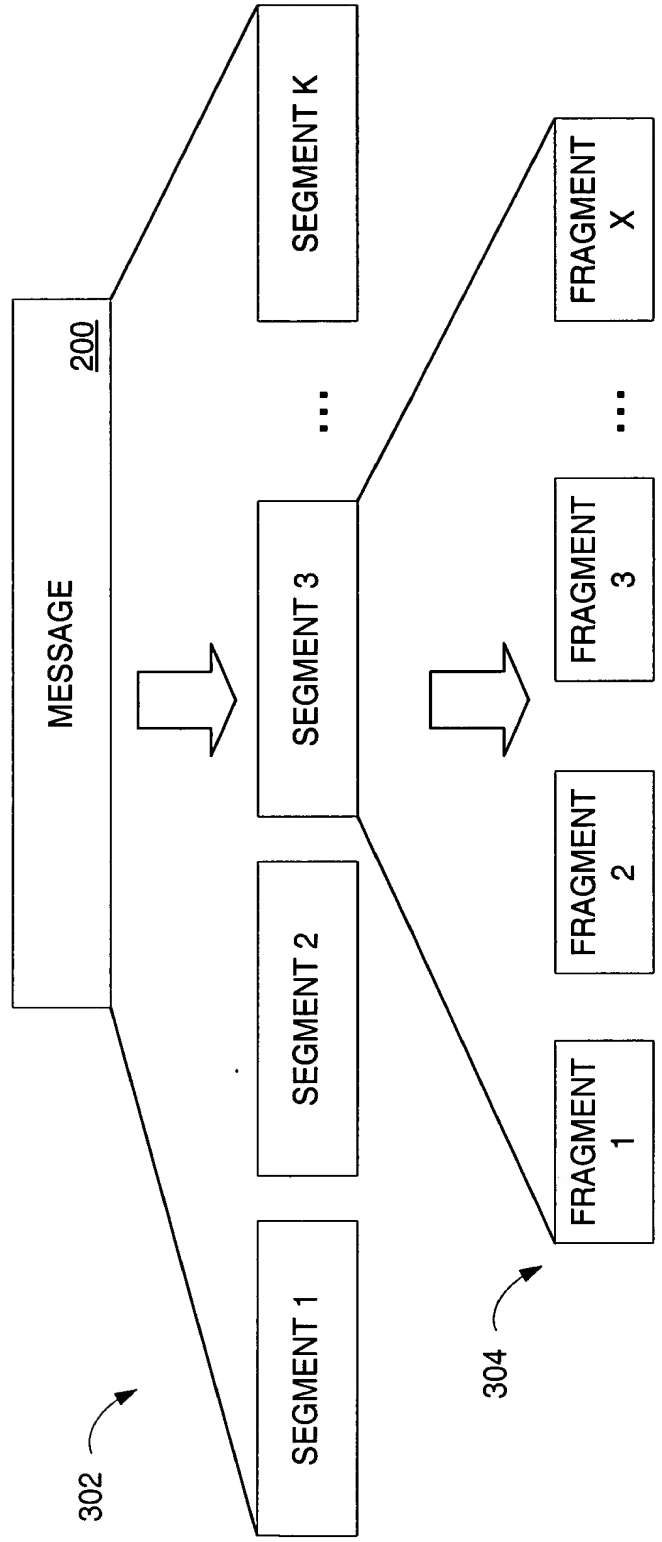 MESSAGE
200
302
SEGMENT 1
SEGMENT 2
SEGMENT 3
...
SEGMENT K
304
FRAGMENT
1
FRAGMENT
2
FRAGMENT
3
...
FRAGMENT
X